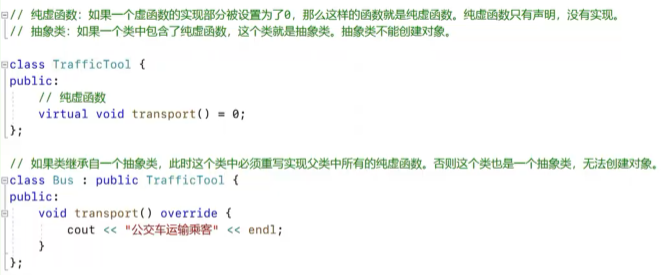 // 纯虚函数：如果一个虚函数的实现部分被设置为了0，那么这样的函数就是纯虚函数。纯虚函数只有声明，没有实现。
// 抽象类：如果一个类中包含了纯虚函数，这个类就是抽象类。抽象类不能创建对象。
class TrafficTool {
public:
    // 纯虚函数
    virtual void transport() = 0;
};
// 如果类继承自一个抽象类，此时这个类中必须重写实现父类中所有的纯虚函数。否则这个类也是一个抽象类，无法创建对象。
class Bus : public TrafficTool {
public:
    void transport() override {
        cout << "公交车运输乘客" << endl;
    }
};